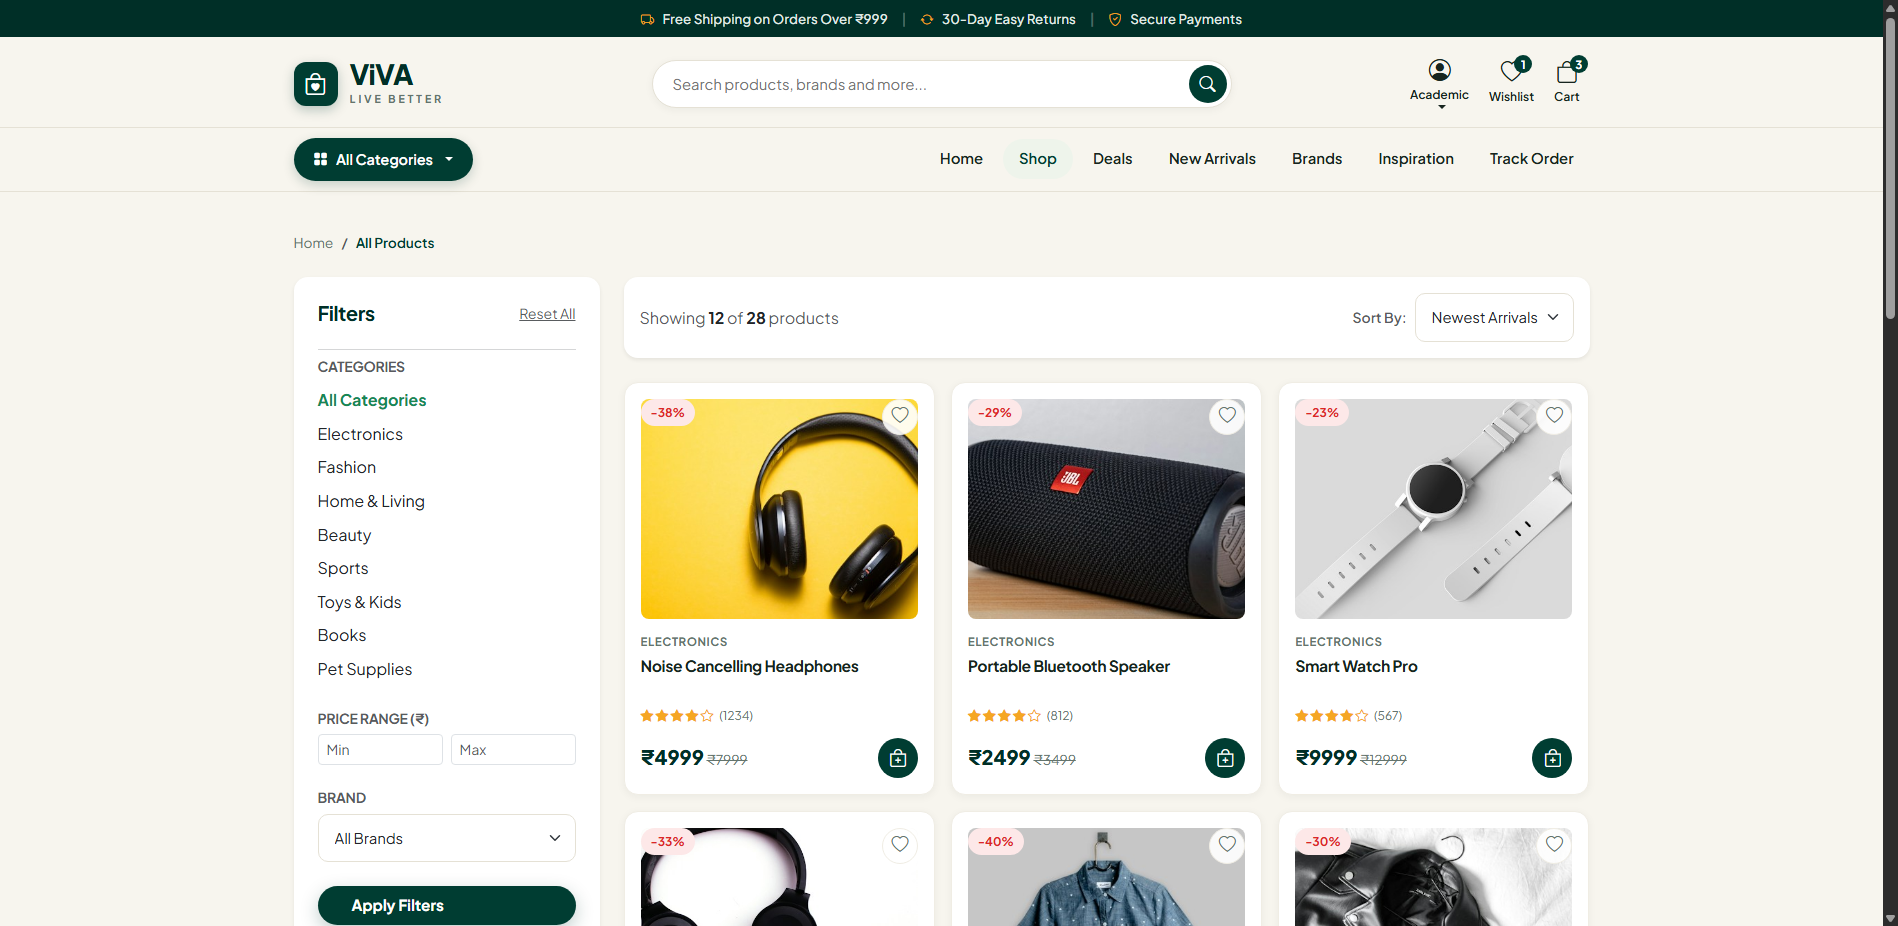 Free Shipping on Orders Over ₹999 | 30-Day Easy Returns | Secure Payments
ViVA
LIVE BETTER
Search products, brands and more...
Academic
1
Wishlist
3
Cart
All Categories
Home
Shop
Deals
New Arrivals
Brands
Inspiration
Track Order
Home / All Products
Filters
Reset All
CATEGORIES
All Categories
Electronics
Fashion
Home & Living
Beauty
Sports
Toys & Kids
Books
Pet Supplies
PRICE RANGE (₹)
Min
Max
BRAND
All Brands
Apply Filters
Showing 12 of 28 products
Sort By:
Newest Arrivals
-38%
ELECTRONICS
Noise Cancelling Headphones
(1234)
₹4999 ₹7999
-29%
JBL
ELECTRONICS
Portable Bluetooth Speaker
(812)
₹2499 ₹3499
-23%
ELECTRONICS
Smart Watch Pro
(567)
₹9999 ₹12999
-33%
-40%
-30%